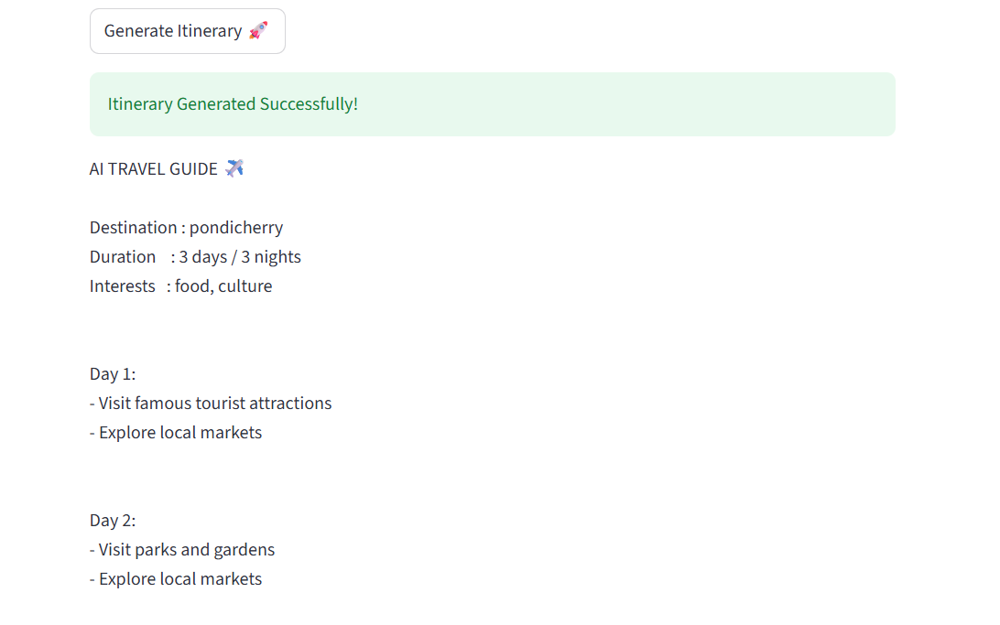 Generate Itinerary 🚀
Itinerary Generated Successfully!
AI TRAVEL GUIDE ✈️
Destination : pondicherry
Duration : 3 days / 3 nights
Interests : food, culture
Day 1:
- Visit famous tourist attractions
- Explore local markets
Day 2:
- Visit parks and gardens
- Explore local markets